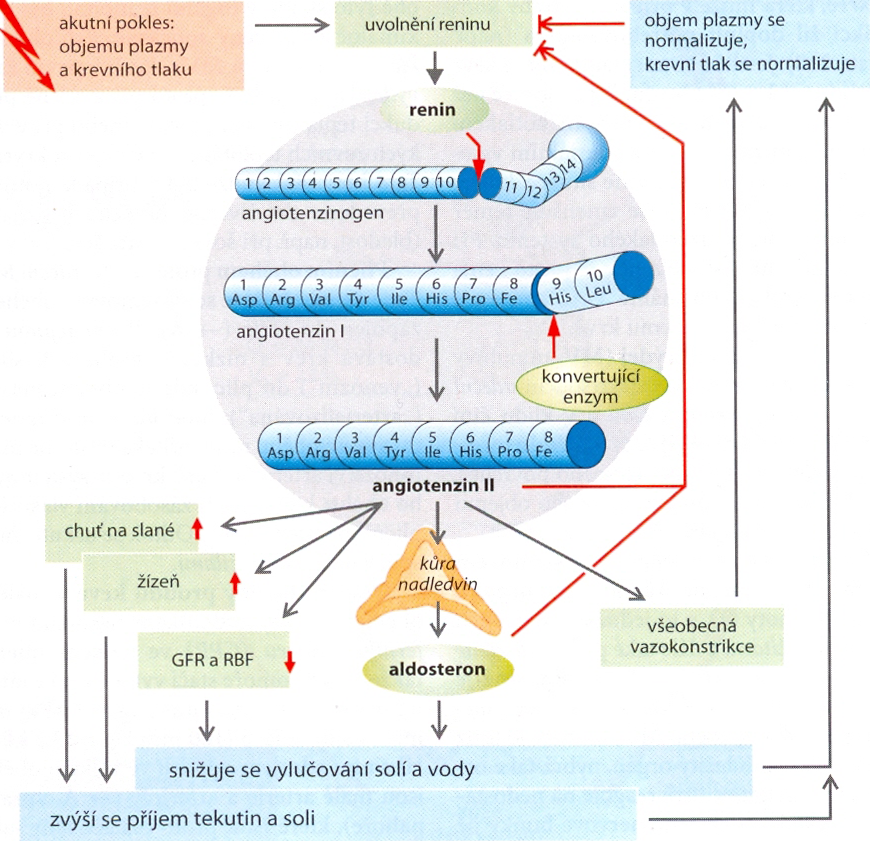 akutní pokles:
objemu plazmy
a krevního tlaku
uvolnění reninu
objem plazmy se
normalizuje,
krevní tlak se normalizuje
renin
1 2 3 4 5 6 7 8 9 10 11 12 13 14
angiotenzinogen
1 2 3 4 5 6 7 8 9 10
Asp Arg Val Tyr Ile His Pro Fe His Leu
angiotenzin I
konvertující
enzym
1 2 3 4 5 6 7 8
Asp Arg Val Tyr Ile His Pro Fe
angiotenzin II
chuť na slané
žízeň
kůra
nadledvin
GFR a RBF
aldosteron
všeobecná
vazokonstrikce
snižuje se vylučování solí a vody
zvýší se příjem tekutin a soli